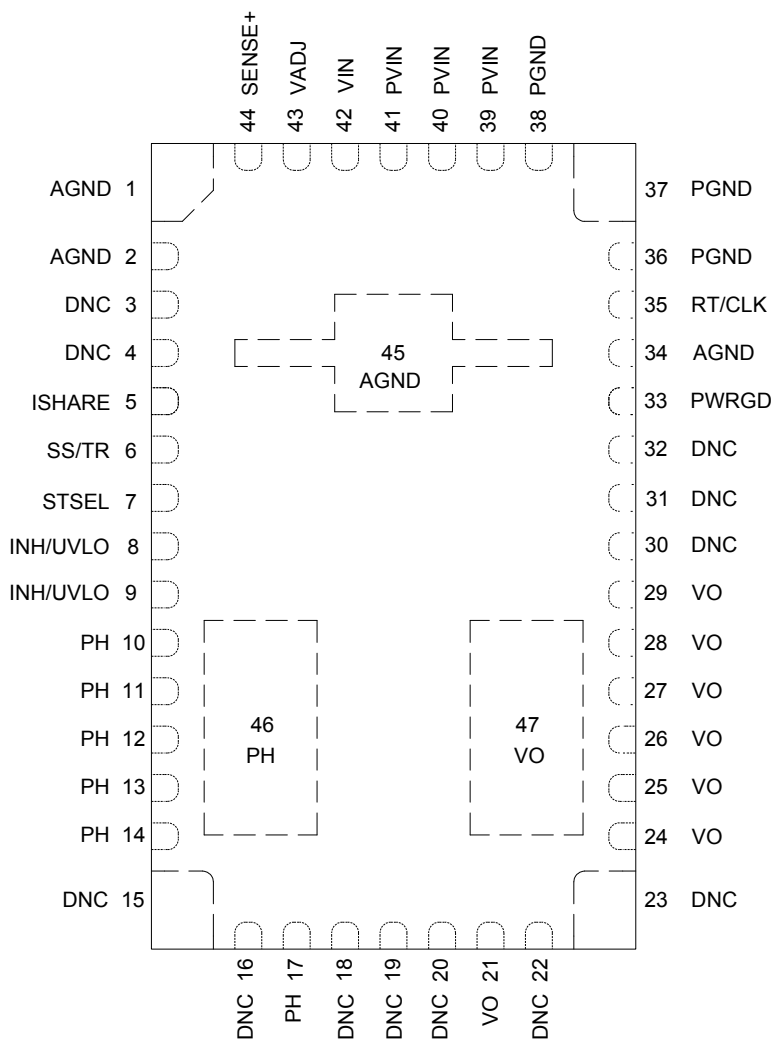 44 SENSE+
43 VADJ
42 VIN
41 PVIN
40 PVIN
39 PVIN
38 PGND
AGND 1
37 PGND
AGND 2
36 PGND
DNC 3
35 RT/CLK
DNC 4
34 AGND
45
AGND
ISHARE 5
33 PWRGD
SS/TR 6
32 DNC
STSEL 7
31 DNC
INH/UVLO 8
30 DNC
INH/UVLO 9
29 VO
PH 10
28 VO
PH 11
27 VO
PH 12
26 VO
46
PH
47
VO
PH 13
25 VO
PH 14
24 VO
DNC 15
23 DNC
DNC 16
PH 17
DNC 18
DNC 19
DNC 20
VO 21
DNC 22